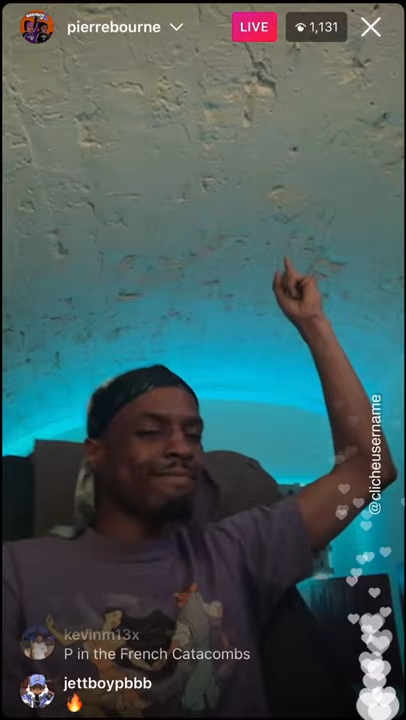 pierrebourne
LIVE
1,131
@clicheusername
kevinm13x
P in the French Catacombs
jettboypbbb
🔥